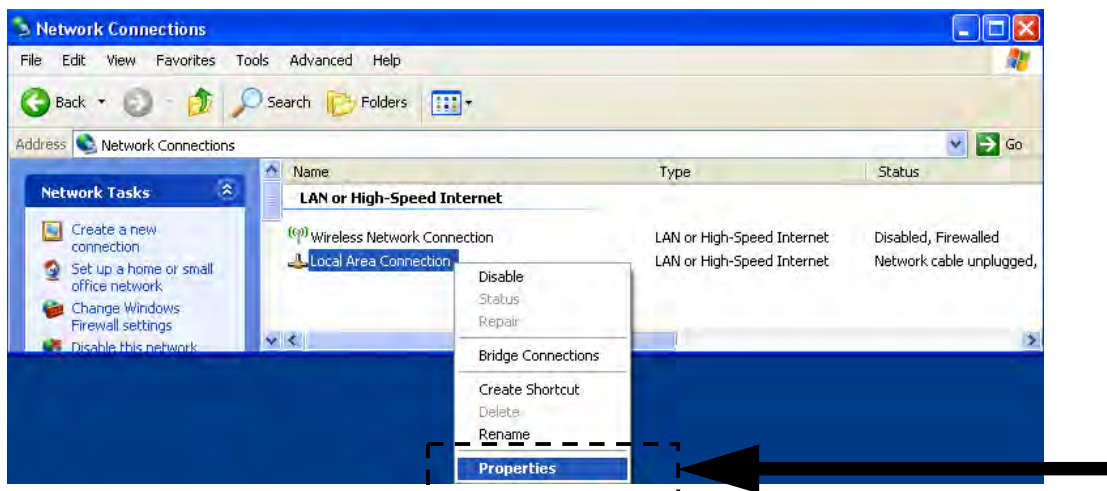 Network Connections
File Edit View Favorites Tools Advanced Help
Back Search Folders
Address Network Connections Go
Name Type Status
Network Tasks
LAN or High-Speed Internet
Create a new
connection
Wireless Network Connection LAN or High-Speed Internet Disabled, Firewalled
Local Area Connection LAN or High-Speed Internet Network cable unplugged,
Set up a home or small
office network
Change Windows
Firewall settings
Disable this network
Disable
Status
Repair
Bridge Connections
Create Shortcut
Delete
Rename
Properties